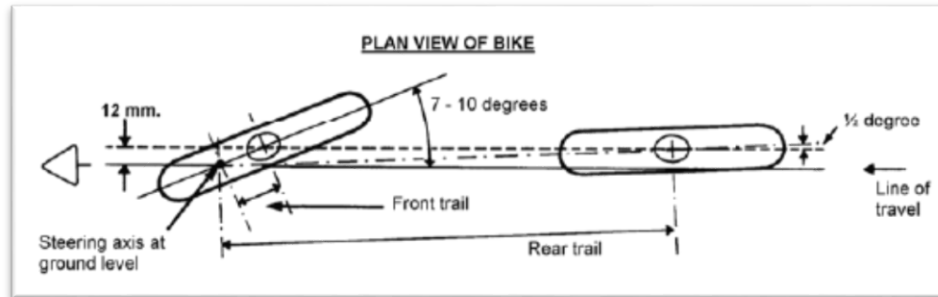 PLAN VIEW OF BIKE
12 mm.
7 - 10 degrees
½ degree
Front trail
Line of
travel
Steering axis at
ground level
Rear trail